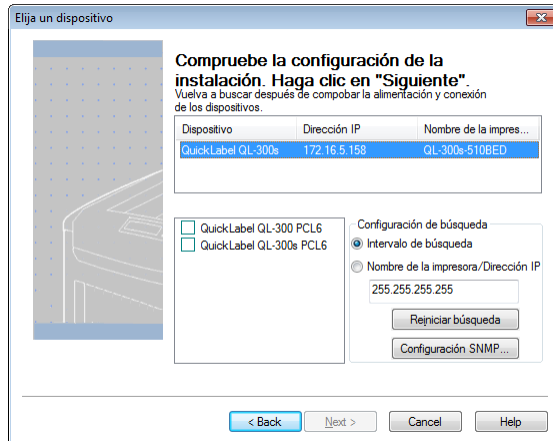 Elija un dispositivo
Compruebe la configuración de la
instalación. Haga clic en "Siguiente".
Vuelva a buscar después de compobar la alimentación y conexión
de los dispositivos.
Dispositivo Dirección IP Nombre de la impres...
QuickLabel QL-300s 172.16.5.158 QL-300s-510BED
QuickLabel QL-300 PCL6
QuickLabel QL-300s PCL6
Configuración de búsqueda
Intervalo de búsqueda
Nombre de la impresora/Dirección IP
255.255.255.255
Reiniciar búsqueda
Configuración SNMP...
< Back Next > Cancel Help